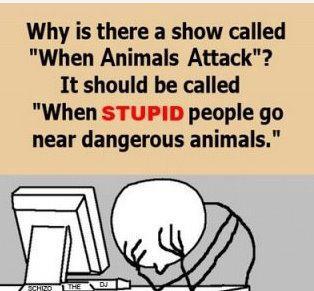 Why is there a show called
"When Animals Attack"?
It should be called
"When STUPID people go
near dangerous animals."
SCHIZO THE DJ